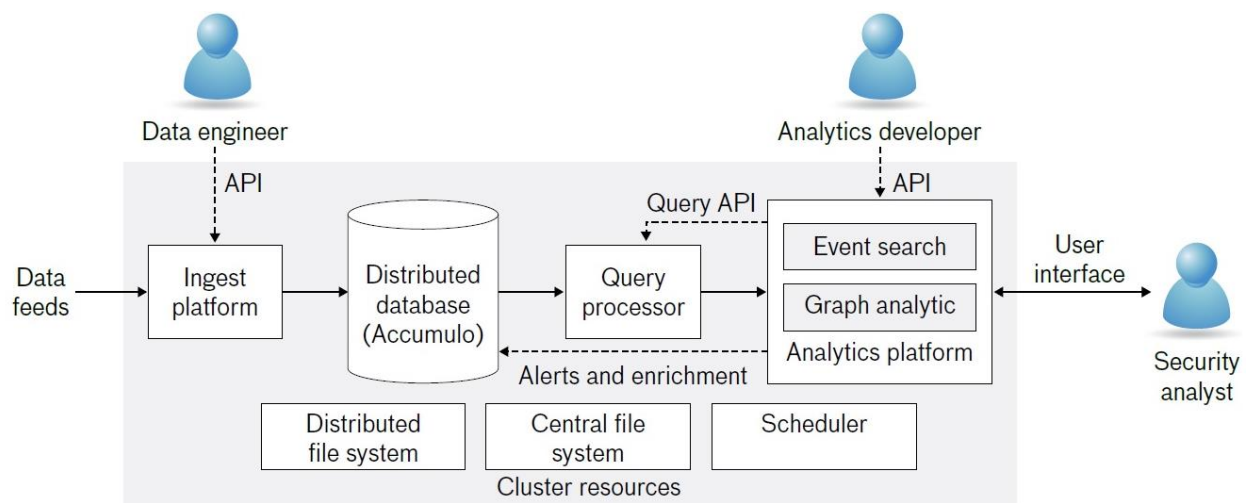 Data engineer
Analytics developer
API
API
Query API
Data
feeds
Ingest
platform
Distributed
database
(Accumulo)
Query
processor
Event search
Graph analytic
Analytics platform
User
interface
Alerts and enrichment
Security
analyst
Distributed
file system
Central file
system
Scheduler
Cluster resources